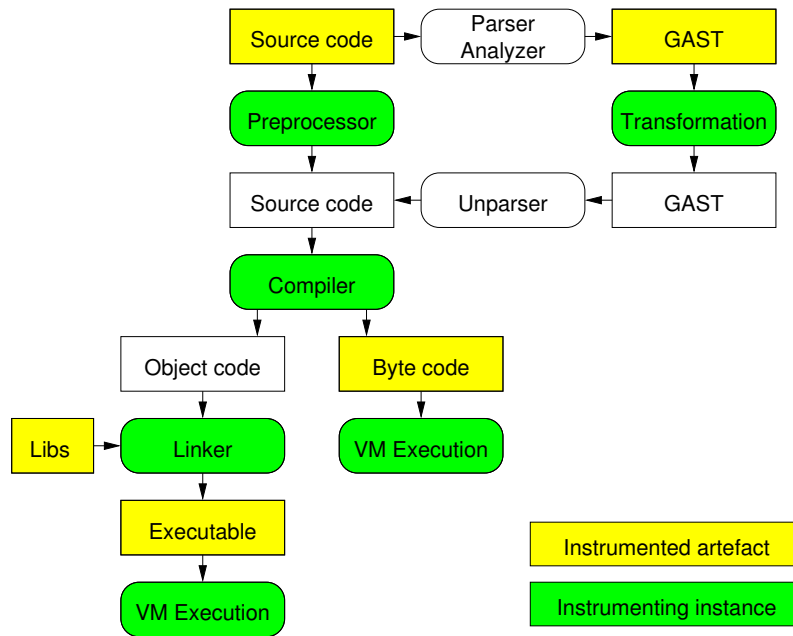 Source code
Parser
Analyzer
GAST
Preprocessor
Transformation
Source code
Unparser
GAST
Compiler
Object code
Byte code
Libs
Linker
VM Execution
Executable
Instrumented artefact
VM Execution
Instrumenting instance